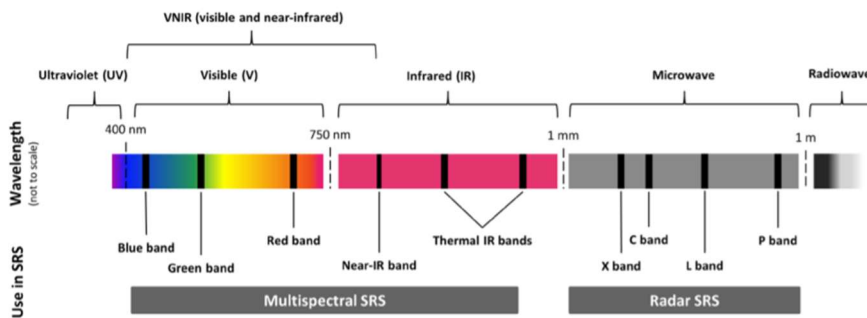 VNIR (visible and near-infrared)
Ultraviolet (UV)
Visible (V)
Infrared (IR)
Microwave
Radiowave
Wavelength
(not to scale)
400 nm
750 nm
1 mm
1 m
Blue band
Green band
Red band
Near-IR band
Thermal IR bands
X band
C band
L band
P band
Use in SRS
Multispectral SRS
Radar SRS